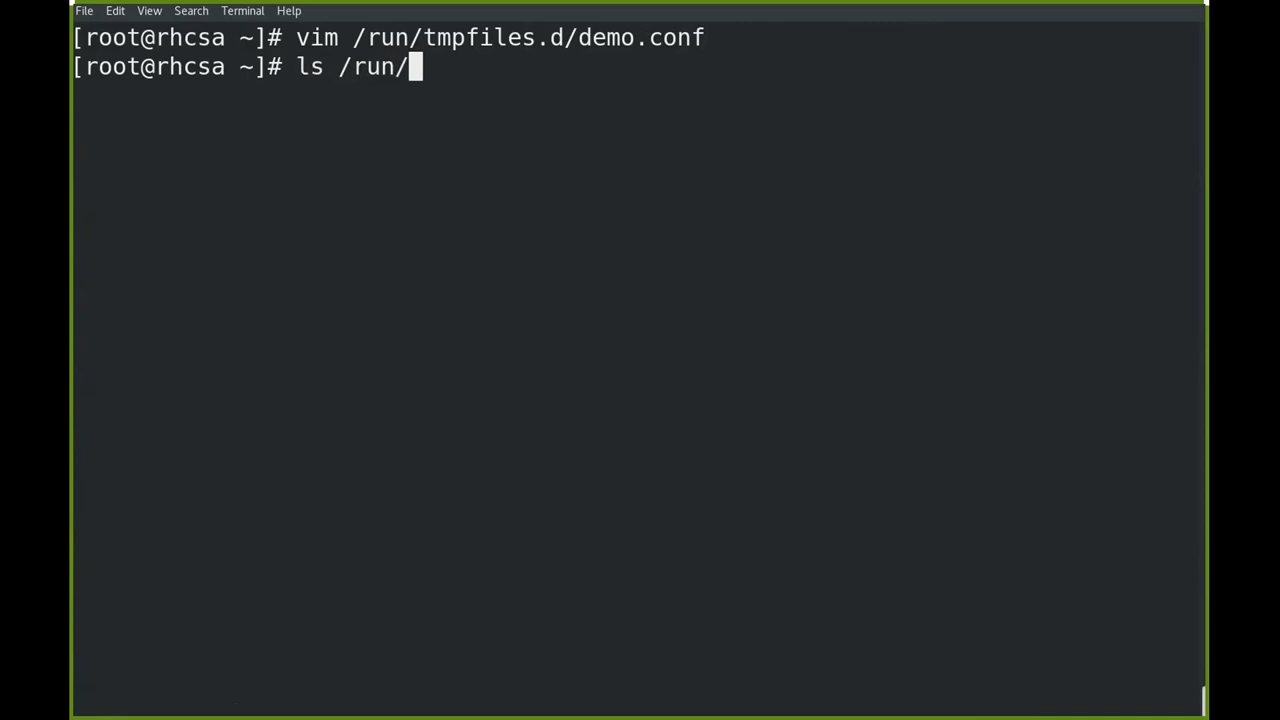 File Edit View Search Terminal Help
[root@rhcsa ~]# vim /run/tmpfiles.d/demo.conf
[root@rhcsa ~]# ls /run/